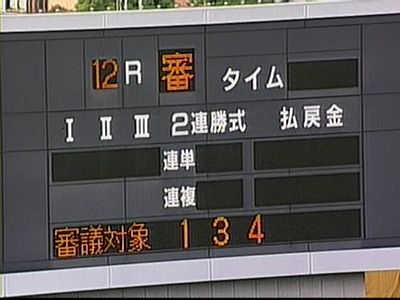 12R 審 タイム
Ⅰ Ⅱ Ⅲ 2連勝式 払戻金
連単
連複
審議対象 1 3 4